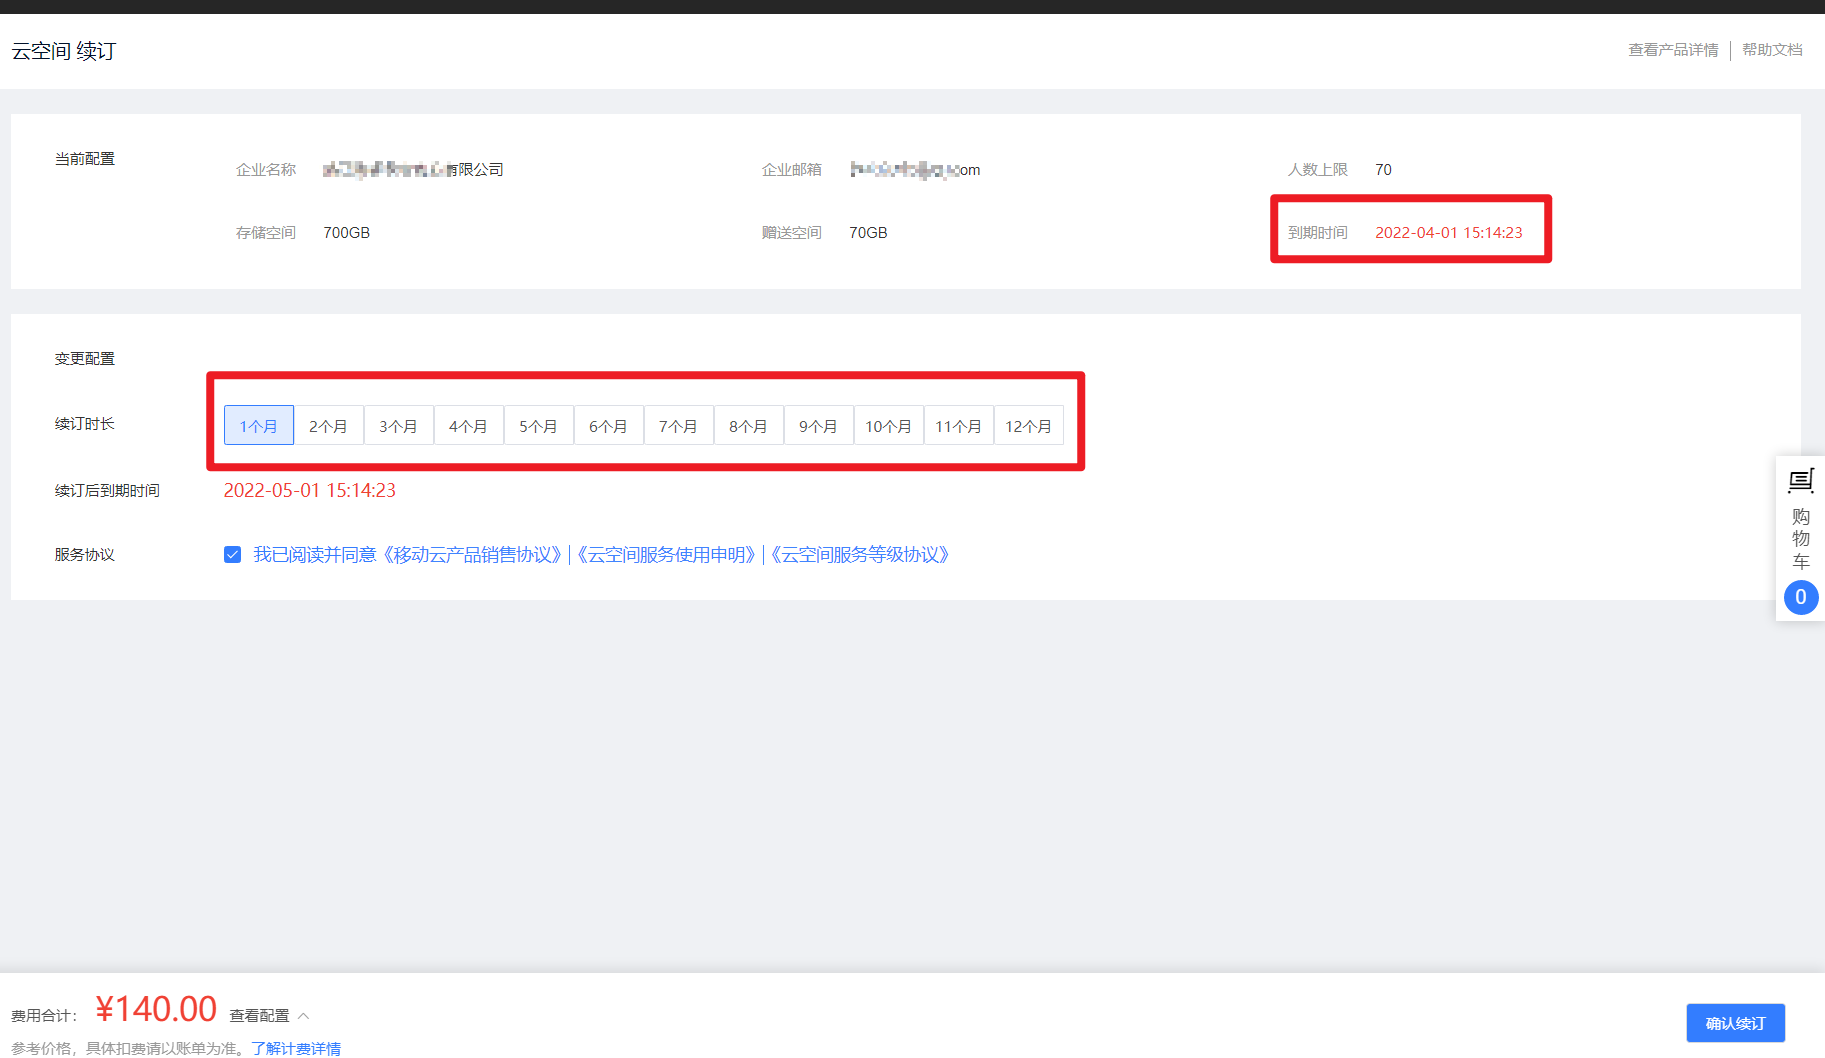 云空间 续订
查看产品详情 | 帮助文档
当前配置
企业名称 有限公司
企业邮箱 om
人数上限 70
存储空间 700GB
赠送空间 70GB
到期时间 2022-04-01 15:14:23
变更配置
续订时长 1个月 2个月 3个月 4个月 5个月 6个月 7个月 8个月 9个月 10个月 11个月 12个月
续订后到期时间 2022-05-01 15:14:23
服务协议 我已阅读并同意《移动云产品销售协议》|《云空间服务使用申明》|《云空间服务等级协议》
购物车
0
费用合计： ¥140.00 查看配置
参考价格，具体扣费请以账单为准。 了解计费详情
确认续订